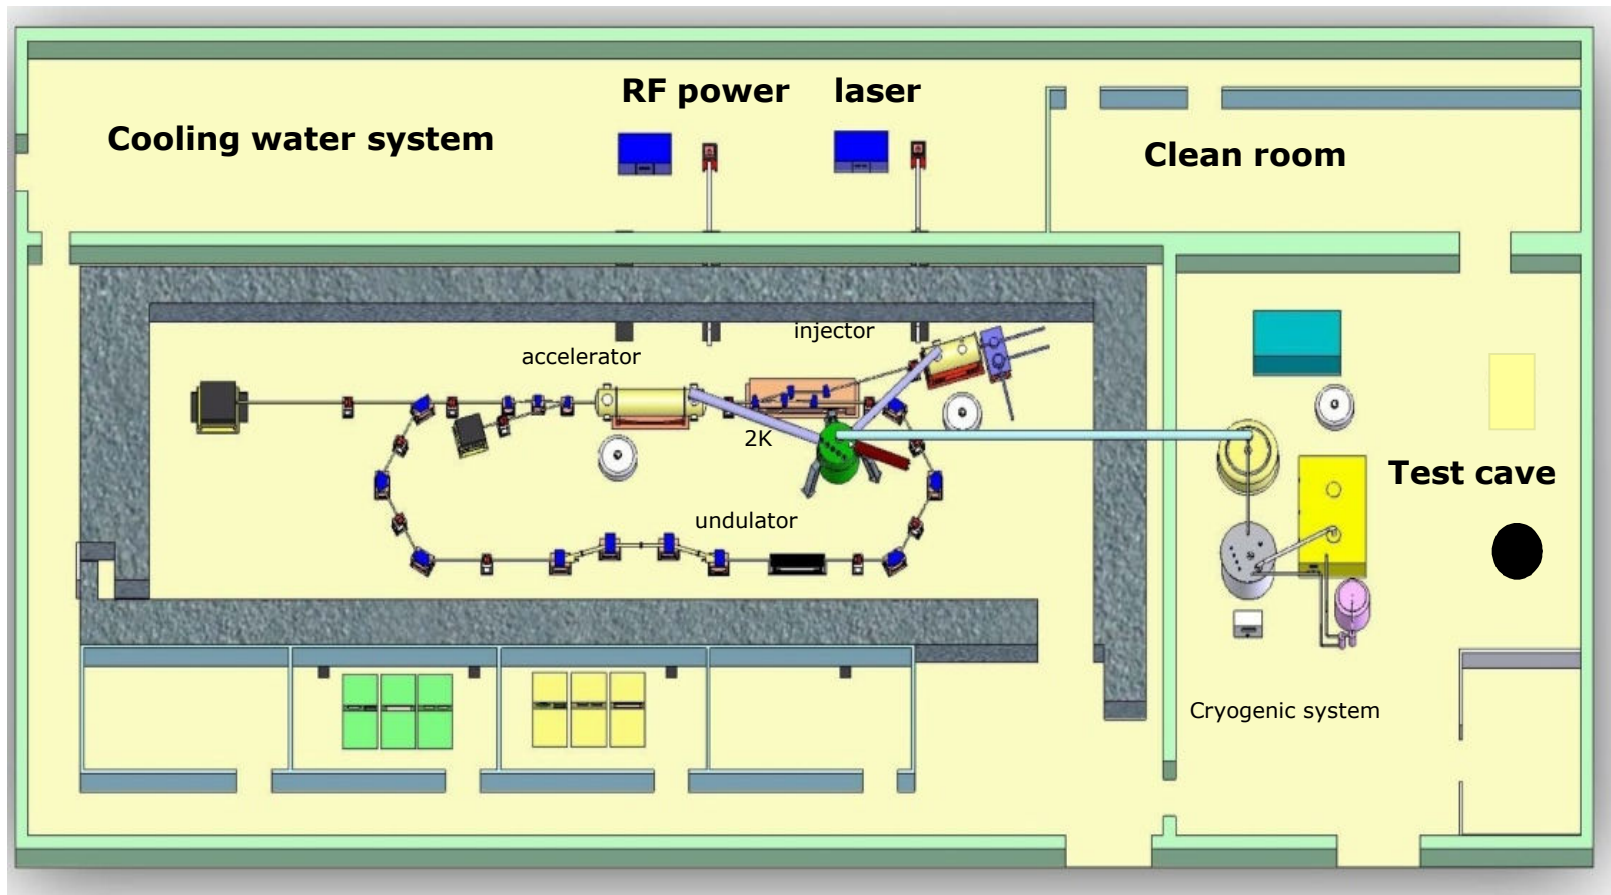 RF power
laser
Cooling water system
Clean room
injector
accelerator
2K
Test cave
undulator
Cryogenic system